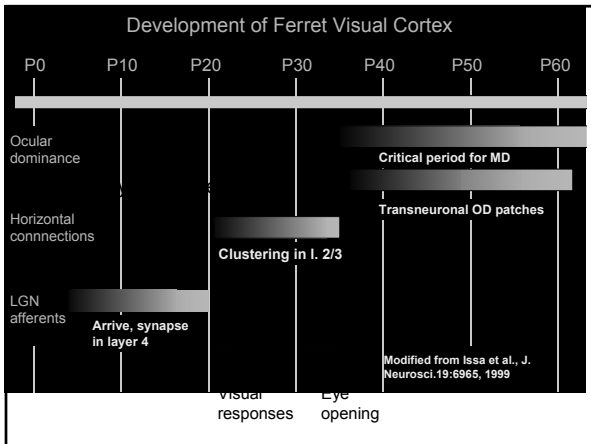 Development of Ferret Visual Cortex
P0 P10 P20 P30 P40 P50 P60
Ocular
dominance
Critical period for MD
Transneuronal OD patches
Horizontal
connnections
Clustering in l. 2/3
LGN
afferents
Arrive, synapse
in layer 4
Modified from Issa et al., J.
Neurosci.19:6965, 1999
Visual Eye
responses opening